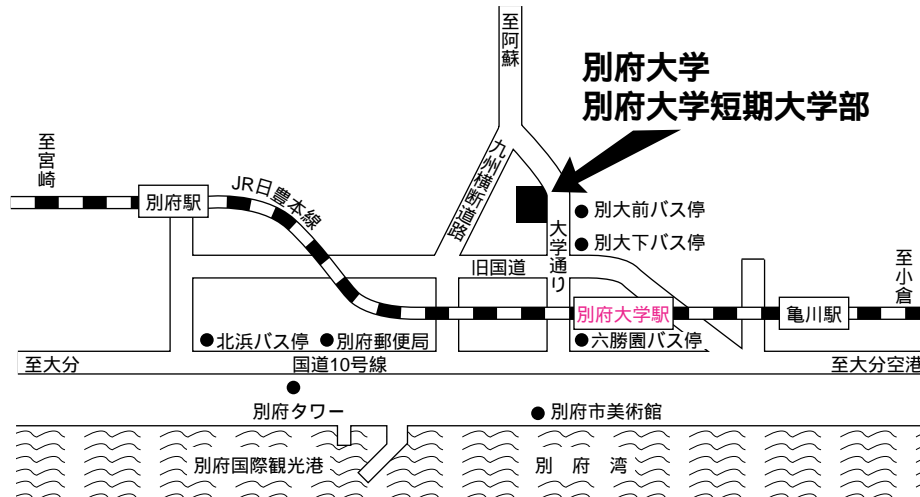 至阿蘇
別府大学
別府大学短期大学部
至宮崎
九州横断道路
JR日豊本線
別府駅
別大前バス停
大学通り
別大下バス停
旧国道
至小倉
別府大学駅
亀川駅
北浜バス停
別府郵便局
六勝園バス停
至大分
国道10号線
至大分空港
別府タワー
別府市美術館
別府国際観光港
別府湾